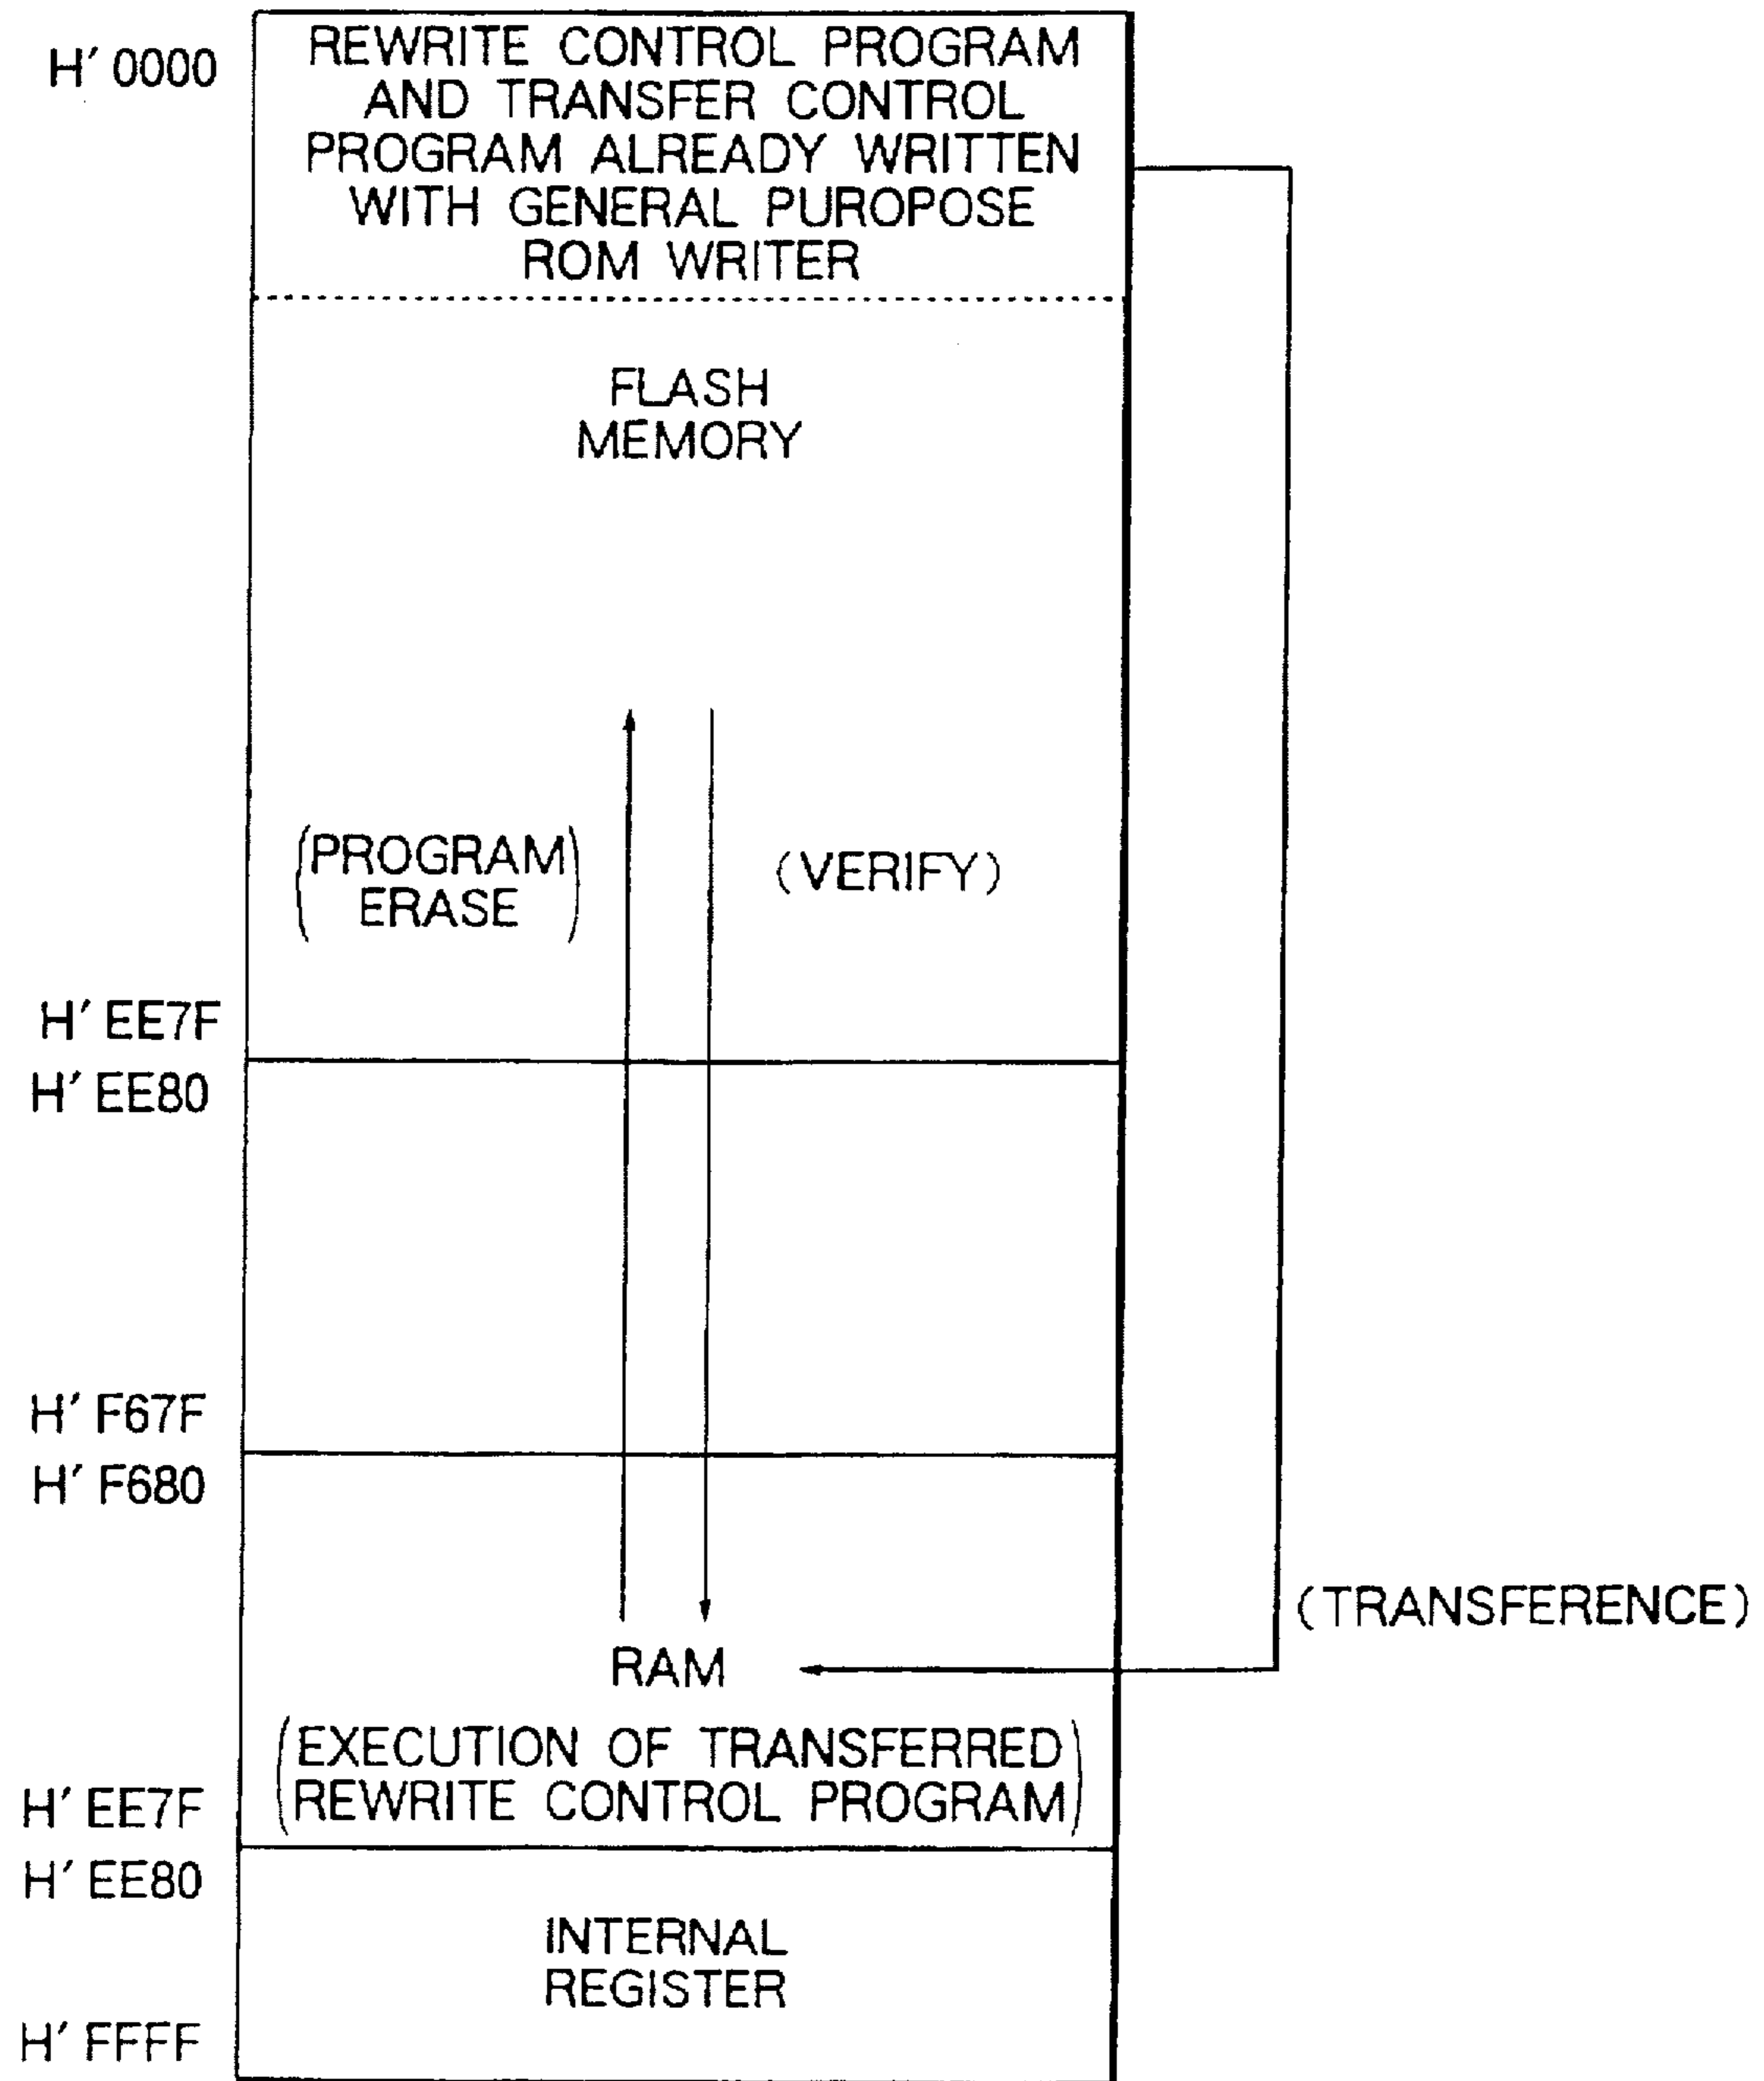 H' 0000
REWRITE CONTROL PROGRAM
AND TRANSFER CONTROL
PROGRAM ALREADY WRITTEN
WITH GENERAL PUROPOSE
ROM WRITER
FLASH
MEMORY
(PROGRAM
ERASE)
(VERIFY)
H' EE7F
H' EE80
H' F67F
H' F680
(TRANSFERENCE)
RAM
(EXECUTION OF TRANSFERRED
REWRITE CONTROL PROGRAM)
H' EE7F
H' EE80
INTERNAL
REGISTER
H' FFFF